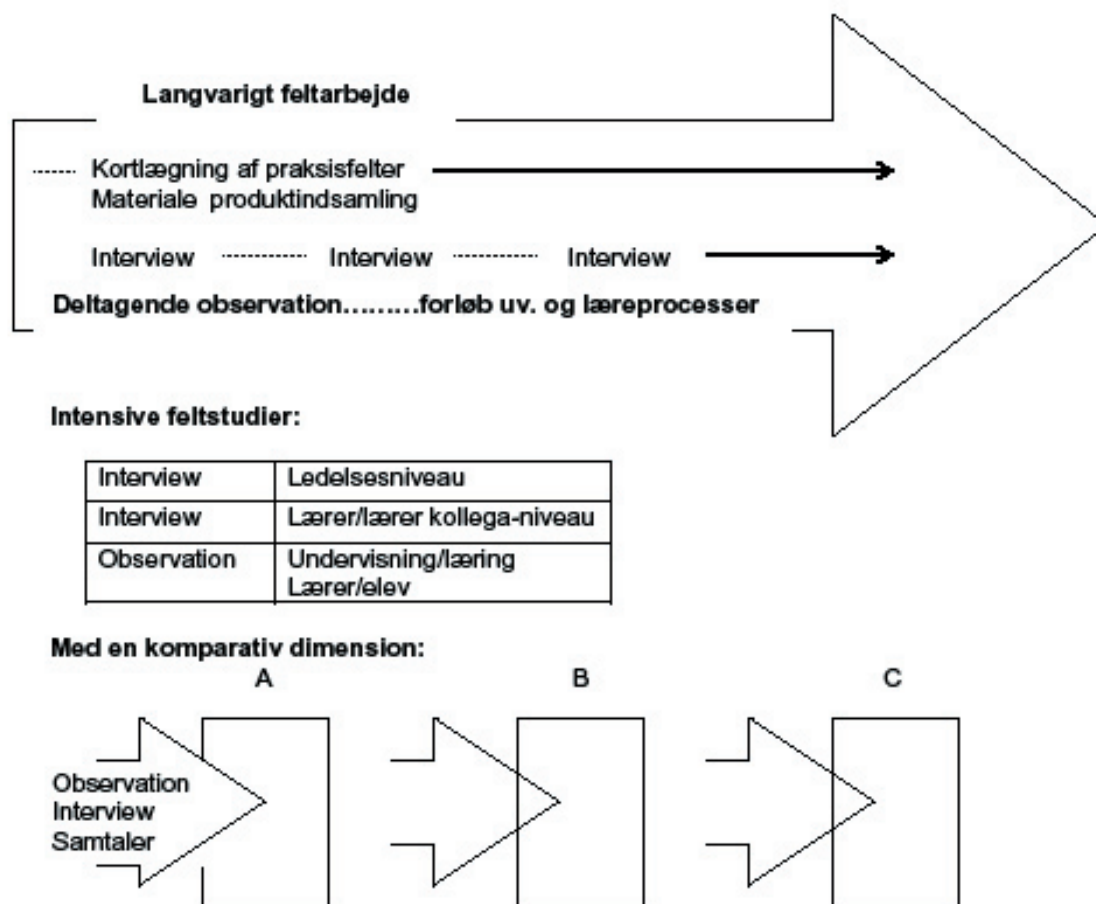 Langvarigt feltarbejde
Kortlægning af praksisfelter
Materiale produktindsamling
Interview Interview Interview
Deltagende observation.........forløb uv. og læreprocesser
Intensive feltstudier:
Interview Ledelsesniveau
Interview Lærer/lærer kollega-niveau
Observation Undervisning/læring
Lærer/elev
Med en komparativ dimension:
A B C
Observation
Interview
Samtaler